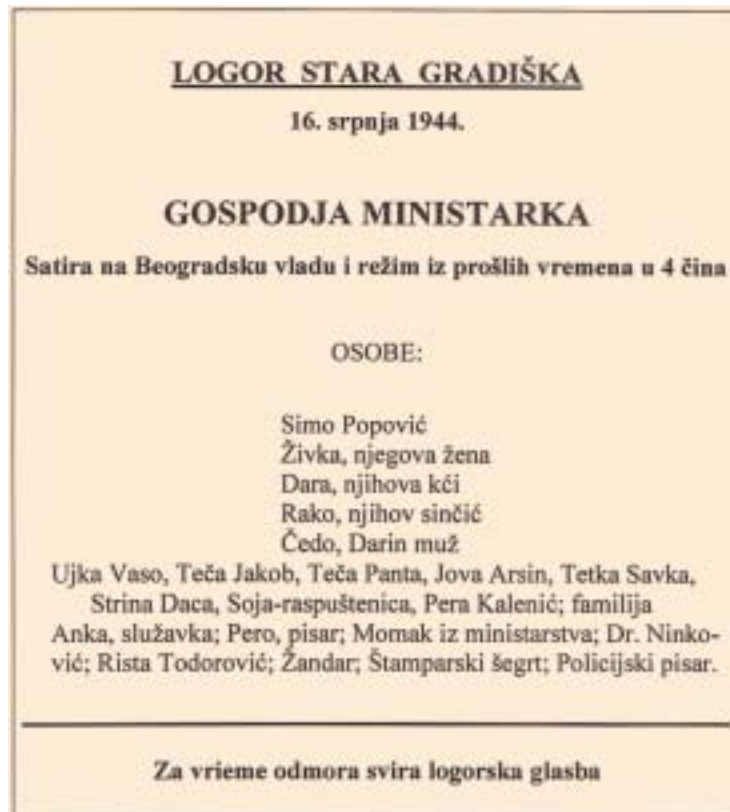 LOGOR STARA GRADIŠKA
16. srpnja 1944.
GOSPODJA MINISTARKA
Satira na Beogradsku vladu i režim iz prošlih vremena u 4 čina
OSOBE:
Simo Popović
Živka, njegova žena
Dara, njihova kći
Rako, njihov sinčić
Čedo, Darin muž
Ujka Vaso, Teča Jakob, Teča Panta, Jova Arsin, Tetka Savka,
Strina Daca, Soja-raspuštenica, Pera Kalenić; familija
Anka, služavka; Pero, pisar; Momak iz ministarstva; Dr. Ninko-
vić; Rista Todorović; Žandar; Štamparski šegrt; Policijski pisar.
Za vrieme odmora svira logorska glasba